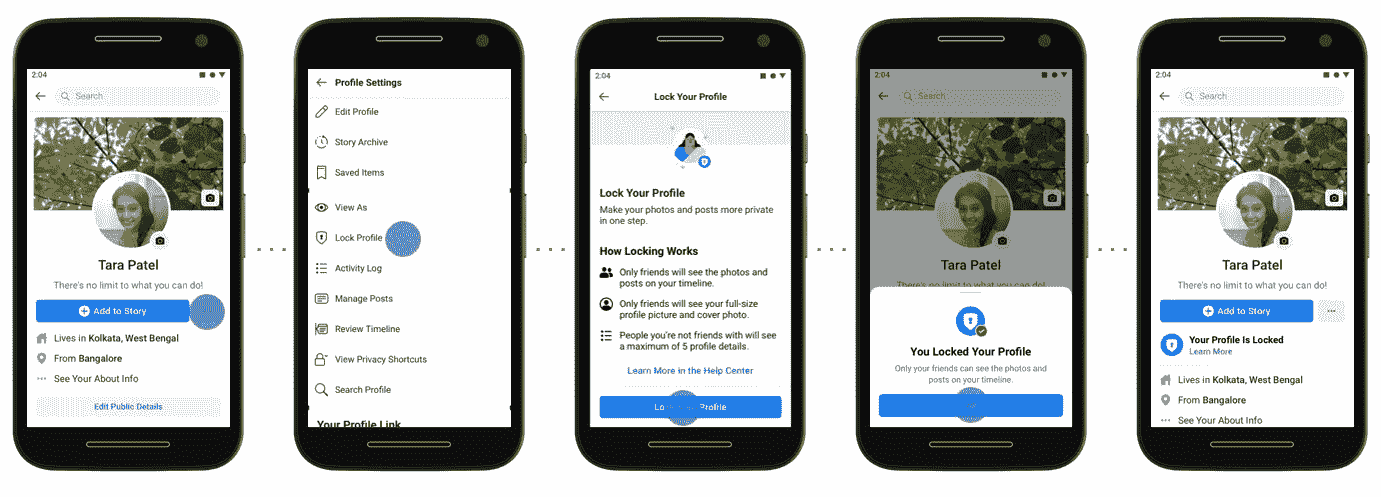 2:04
Search
Tara Patel
There's no limit to what you can do!
Add to Story
Lives in Kolkata, West Bengal
From Bangalore
See Your About Info
Edit Public Details
Profile Settings
Edit Profile
Story Archive
Saved Items
View As
Lock Profile
Activity Log
Manage Posts
Review Timeline
View Privacy Shortcuts
Search Profile
Your Profile Link
2:04
Lock Your Profile
Lock Your Profile
Make your photos and posts more private
in one step.
How Locking Works
Only friends will see the photos and
posts on your timeline.
Only friends will see your full-size
profile picture and cover photo.
People you're not friends with will see
a maximum of 5 profile details.
Learn More in the Help Center
Profile
2:04
Search
Tara Patel
There's no limit to what you can do!
You Locked Your Profile
Only your friends can see the photos and
posts on your timeline.
2:04
Search
Tara Patel
There's no limit to what you can do!
Add to Story
Your Profile Is Locked
Learn More
Lives in Kolkata, West Bengal
From Bangalore
See Your About Info